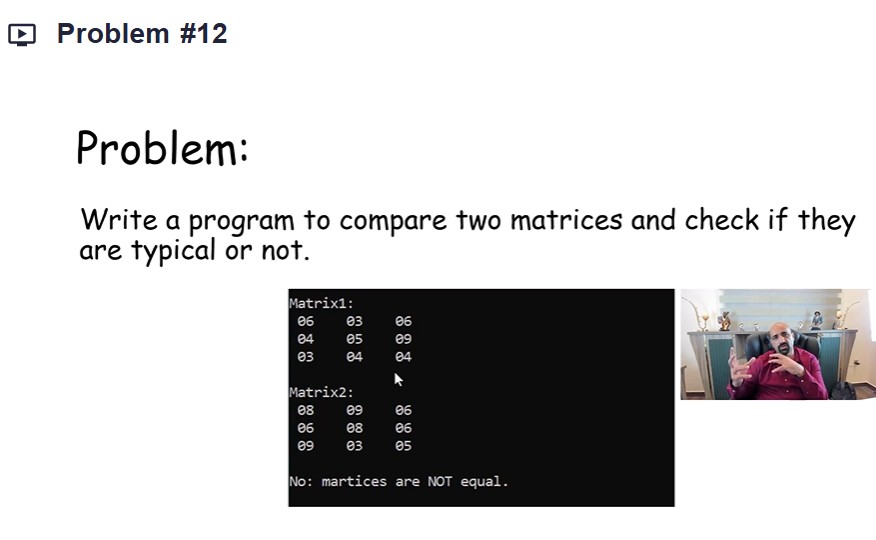 Problem #12
Problem:
Write a program to compare two matrices and check if they
are typical or not.
Matrix1:
06 03 06
04 05 09
03 04 04
Matrix2:
08 09 06
06 08 06
09 03 05
No: martices are NOT equal.